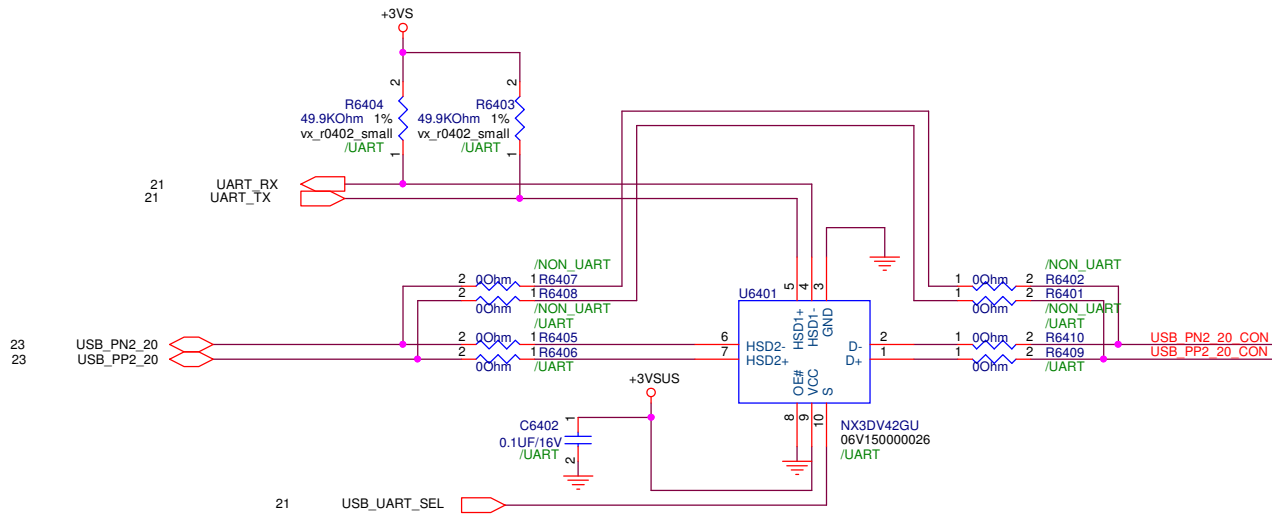 +3VS
2
2
R6404
R6403
49.9KOhm 1%
49.9KOhm 1%
vx_r0402_small
vx_r0402_small
/UART
/UART
1
1
21 UART_RX
21 UART_TX
/NON_UART
/NON_UART
2 0Ohm 1 R6407
1 0Ohm 2 R6402
2 1 R6408
1 2 R6401
0Ohm
0Ohm
/NON_UART
/NON_UART
/UART
/UART
U6401
5 4 3
HSD1+ HSD1- GND
23 USB_PN2_20
2 0Ohm 1 R6405
6 HSD2-
D- 2
1 0Ohm 2 R6410
USB_PN2_20_CON
23 USB_PP2_20
2 1 R6406
7 HSD2+
D+ 1
1 2 R6409
USB_PP2_20_CON
0Ohm
0Ohm
/UART
/UART
OE# VCC S
8 9 10
+3VSUS
C6402
1
0.1UF/16V
/UART
2
NX3DV42GU
06V150000026
/UART
21 USB_UART_SEL